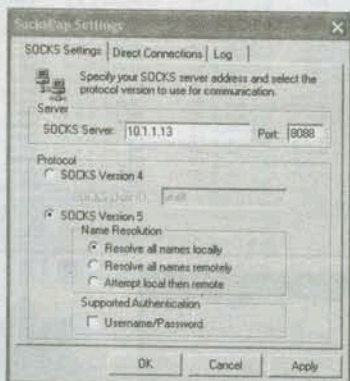 SocksCap Settings
SOCKS Settings Direct Connections Log
Specify your SOCKS server address and select the
protocol version to use for communication.
Server
SOCKS Server: 10.1.1.13 Port: 8088
Protocol
SOCKS Version 4
SOCKS User ID:
SOCKS Version 5
Name Resolution
Resolve all names locally
Resolve all names remotely
Attempt local then remote
Supported Authentication
Username/Password
OK Cancel Apply